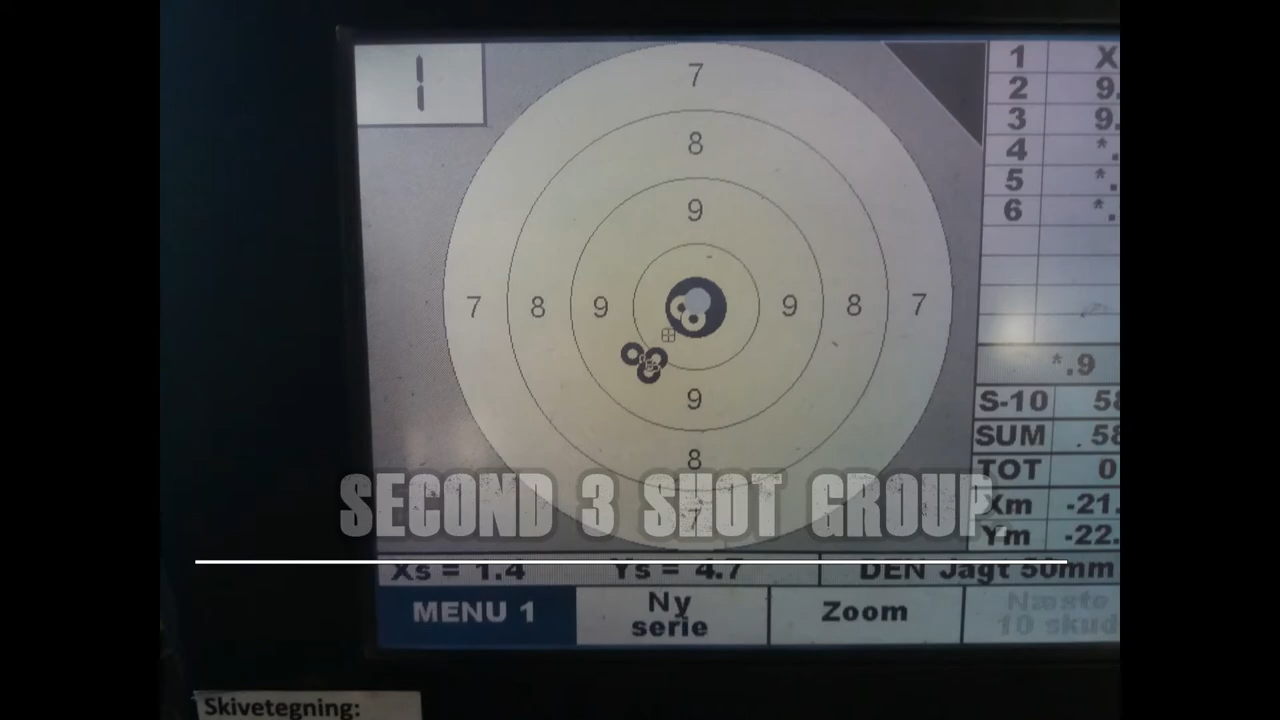 1
1 X
2 9.
3 9.
4 *.
5 *.
6 *.
7
8
9
7 8 9 9 8 7
9
8
7
*.9
S-10 58
SUM 58
TOT 0
Xm -21.
Ym -22.
SECOND 3 SHOT GROUP.
Xs = 1.4 Ys = 4.7 DEN Jagt 50mm
MENU 1
Ny
serie
Zoom
Næste
10 skud
Skivetegning: